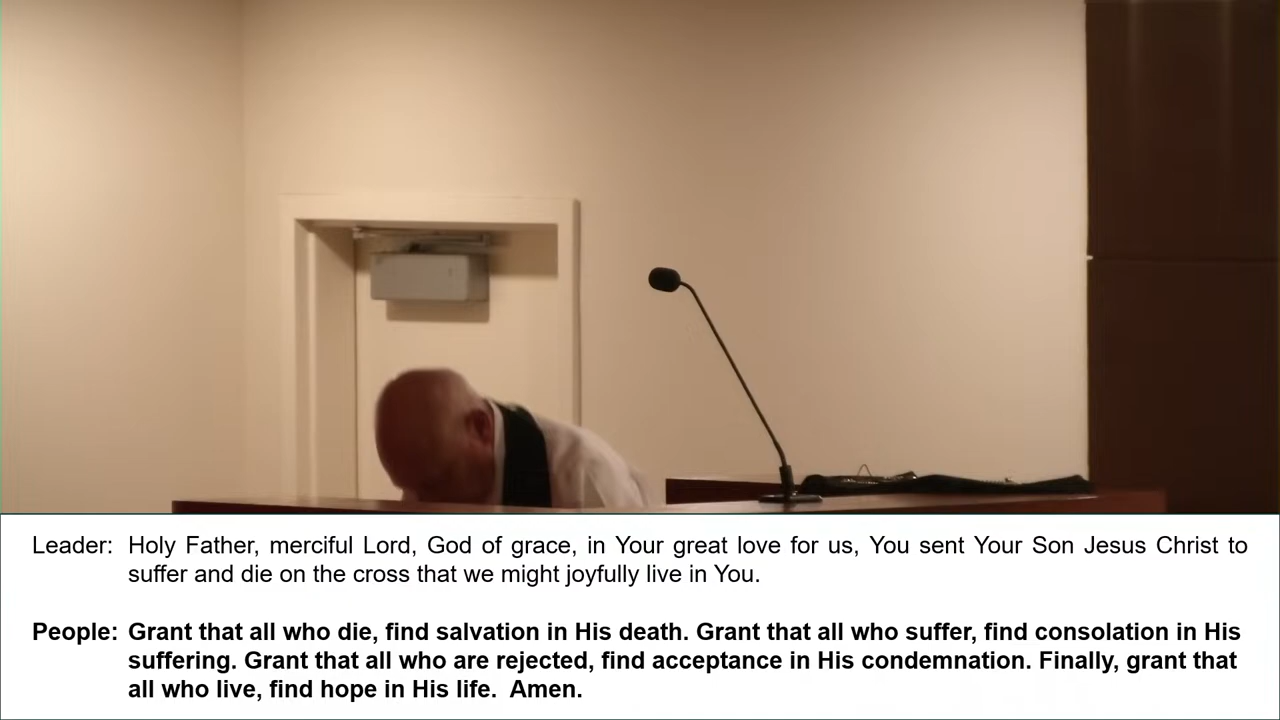 Leader: Holy Father, merciful Lord, God of grace, in Your great love for us, You sent Your Son Jesus Christ to
suffer and die on the cross that we might joyfully live in You.
People: Grant that all who die, find salvation in His death. Grant that all who suffer, find consolation in His
suffering. Grant that all who are rejected, find acceptance in His condemnation. Finally, grant that
all who live, find hope in His life.  Amen.